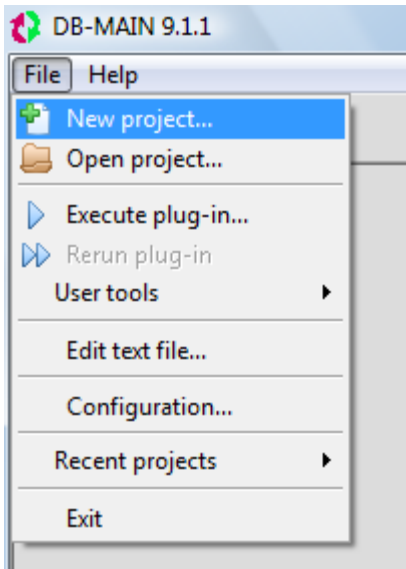 DB-MAIN 9.1.1
File Help
New project...
Open project...
Execute plug-in...
Rerun plug-in
User tools
Edit text file...
Configuration...
Recent projects
Exit